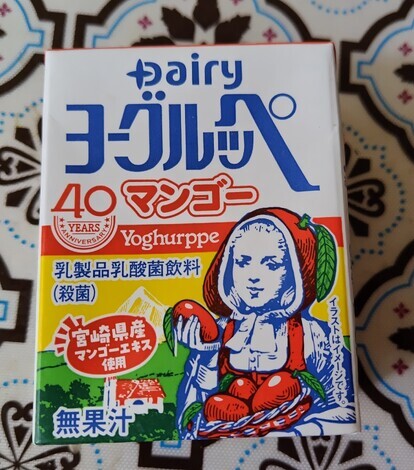 Dairy
ヨーグルッペ
40
YEARS
ANNIVERSARY
マンゴー
Yoghurppe
乳製品乳酸菌飲料
(殺菌)
宮崎県産
マンゴーエキス
使用
無果汁
イラストはイメージです。